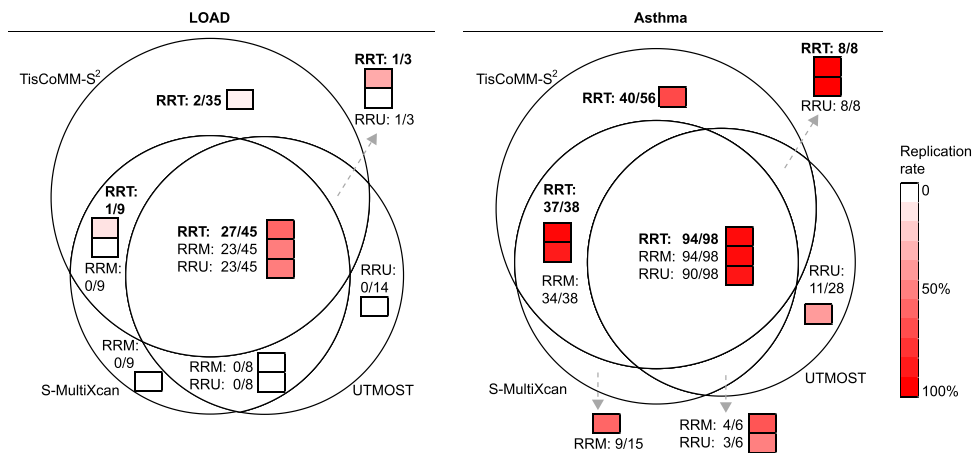 LOAD
TisCoMM-S²
RRT: 1/3
RRU: 1/3
RRT: 2/35
RRT:
1/9
RRM:
0/9
RRT: 27/45
RRM: 23/45
RRU: 23/45
RRU:
0/14
RRM:
0/9
RRM: 0/8
RRU: 0/8
S-MultiXcan
UTMOST
Asthma
TisCoMM-S²
RRT: 8/8
RRU: 8/8
RRT: 40/56
RRT:
37/38
RRM:
34/38
RRT: 94/98
RRM: 94/98
RRU: 90/98
RRU:
11/28
S-MultiXcan
UTMOST
RRM: 9/15
RRM: 4/6
RRU: 3/6
Replication
rate
0
50%
100%